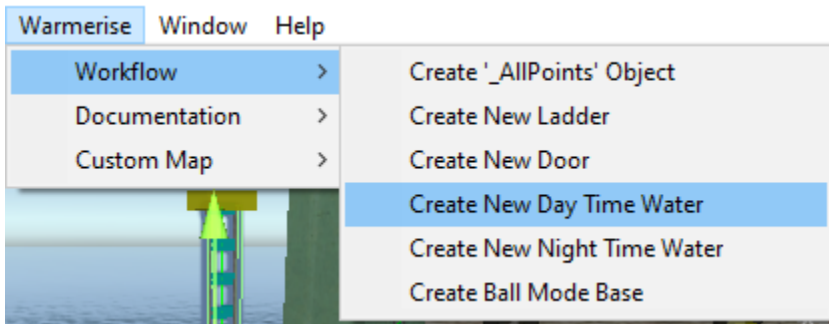 Warmerise Window Help
Workflow >
Documentation >
Custom Map >
Create '_AllPoints' Object
Create New Ladder
Create New Door
Create New Day Time Water
Create New Night Time Water
Create Ball Mode Base